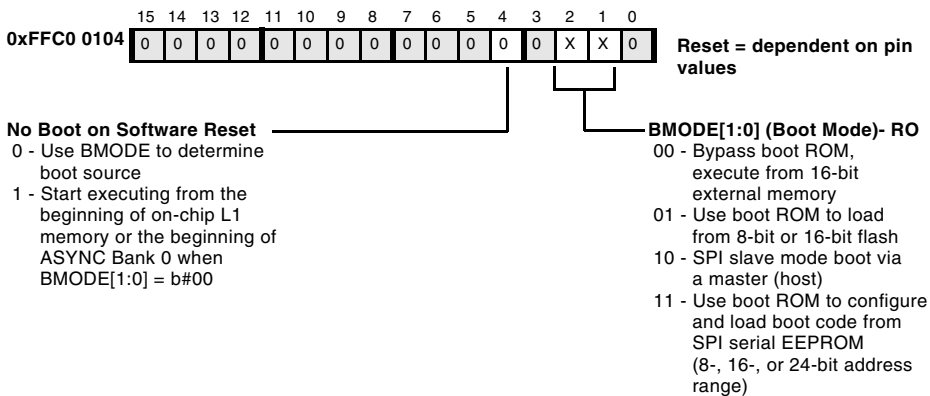 15 14 13 12 11 10 9 8 7 6 5 4 3 2 1 0
0xFFC0 0104 0 0 0 0 0 0 0 0 0 0 0 0 0 X X 0
Reset = dependent on pin
values
No Boot on Software Reset
0 - Use BMODE to determine
boot source
1 - Start executing from the
beginning of on-chip L1
memory or the beginning of
ASYNC Bank 0 when
BMODE[1:0] = b#00
BMODE[1:0] (Boot Mode)- RO
00 - Bypass boot ROM,
execute from 16-bit
external memory
01 - Use boot ROM to load
from 8-bit or 16-bit flash
10 - SPI slave mode boot via
a master (host)
11 - Use boot ROM to configure
and load boot code from
SPI serial EEPROM
(8-, 16-, or 24-bit address
range)